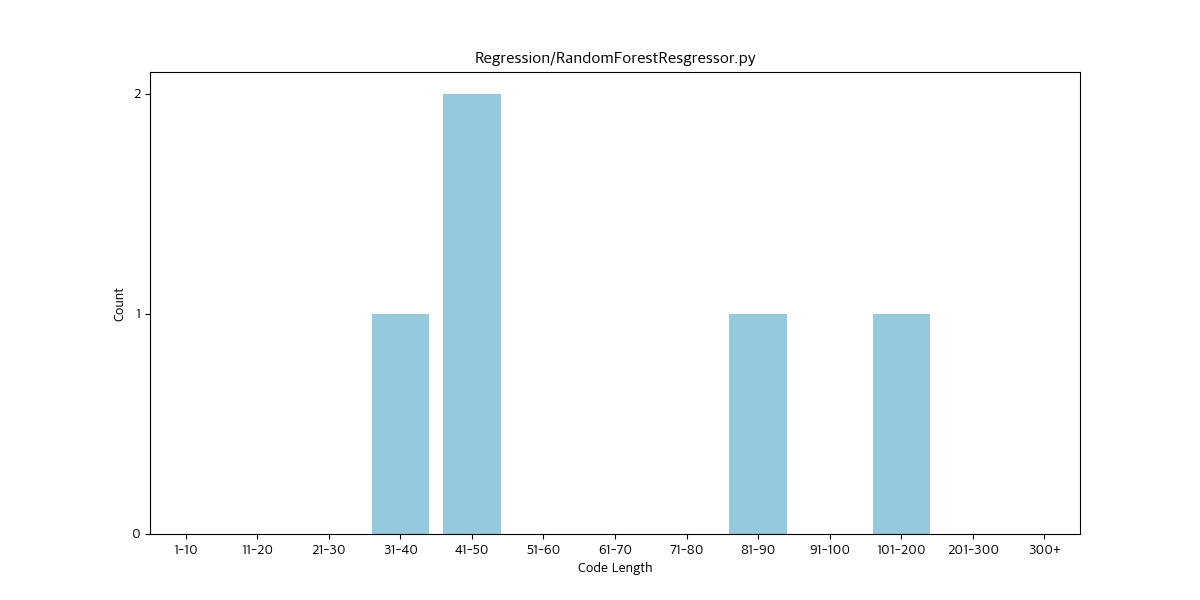 Regression/RandomForestResgressor.py
Count
2
1
0
1-10 11-20 21-30 31-40 41-50 51-60 61-70 71-80 81-90 91-100 101-200 201-300 300+
Code Length